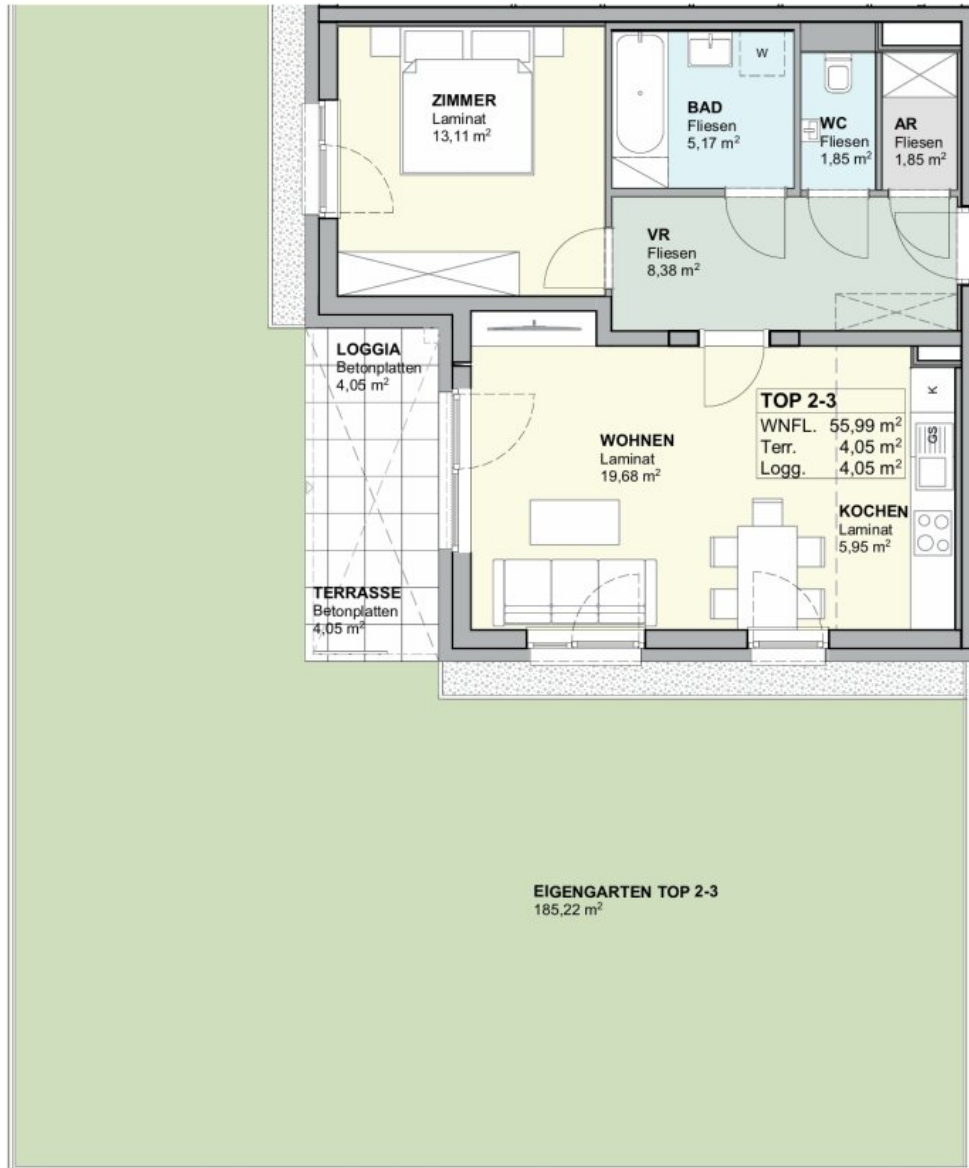 ZIMMER
Laminat
13,11 m²
BAD
Fliesen
5,17 m²
W
WC
Fliesen
1,85 m²
AR
Fliesen
1,85 m²
VR
Fliesen
8,38 m²
LOGGIA
Betonplatten
4,05 m²
WOHNEN
Laminat
19,68 m²
TOP 2-3
WNFL. 55,99 m²
Terr. 4,05 m²
Logg. 4,05 m²
K
GS
KOCHEN
Laminat
5,95 m²
TERRASSE
Betonplatten
4,05 m²
EIGENGARTEN TOP 2-3
185,22 m²